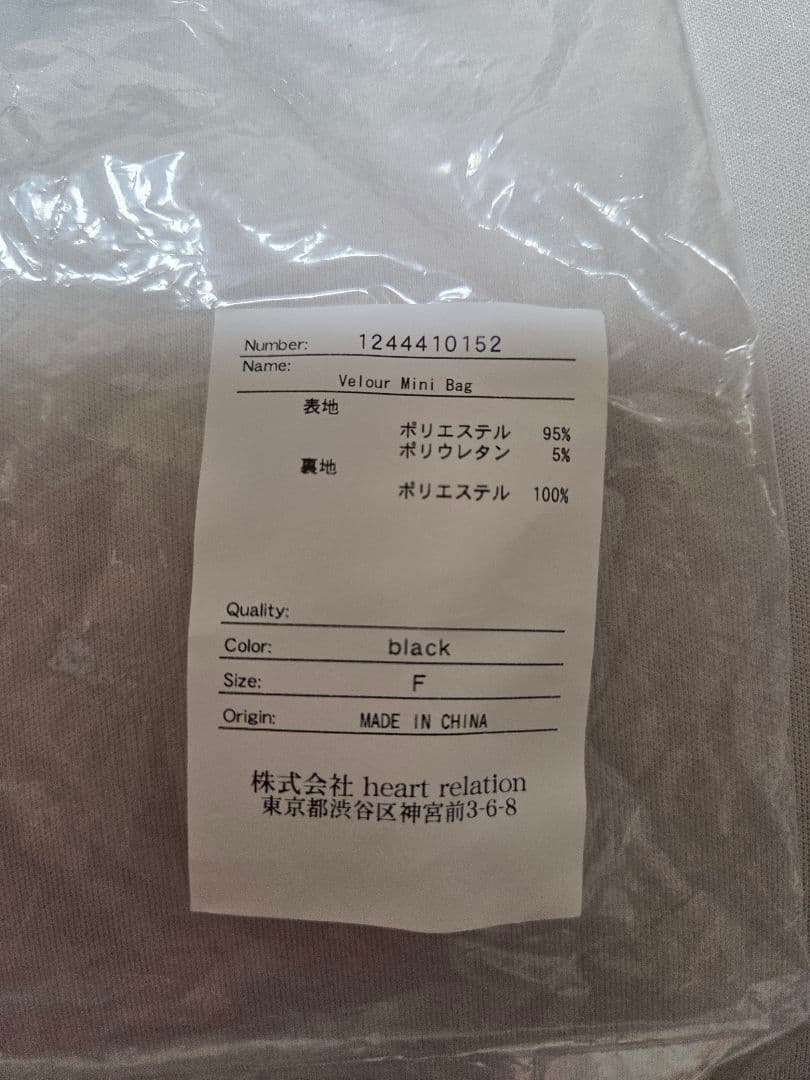 Number: 1244410152
Name:
Velour Mini Bag
表地
ポリエステル 95%
ポリウレタン 5%
裏地
ポリエステル 100%
Quality:
Color: black
Size: F
Origin: MADE IN CHINA
株式会社 heart relation
東京都渋谷区神宮前3-6-8